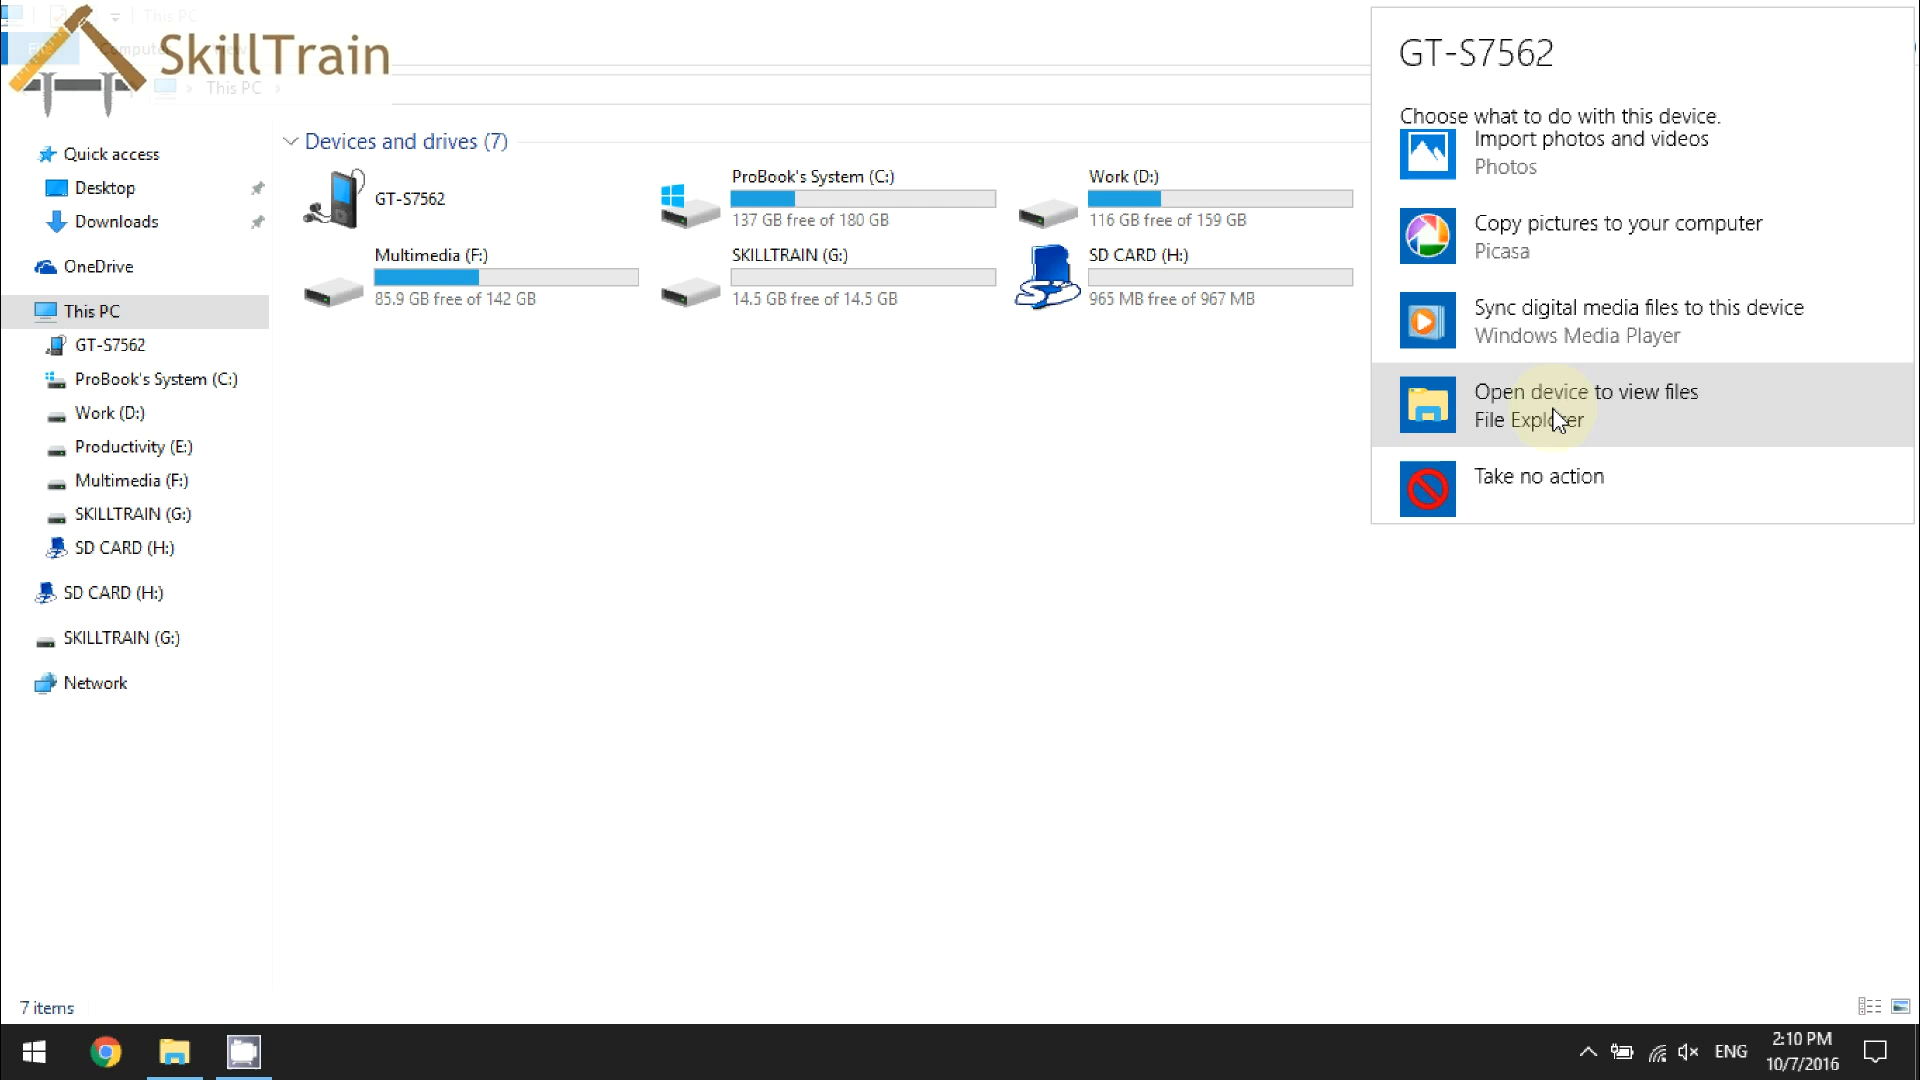 This PC
SkillTrain
File Computer View
This PC
GT-S7562
Choose what to do with this device.
Import photos and videos
Photos
Copy pictures to your computer
Picasa
Sync digital media files to this device
Windows Media Player
Open device to view files
File Explorer
Take no action
Quick access
Desktop
Downloads
OneDrive
This PC
GT-S7562
ProBook's System (C:)
Work (D:)
Productivity (E:)
Multimedia (F:)
SKILLTRAIN (G:)
SD CARD (H:)
SD CARD (H:)
SKILLTRAIN (G:)
Network
Devices and drives (7)
GT-S7562
ProBook's System (C:)
137 GB free of 180 GB
Work (D:)
116 GB free of 159 GB
Multimedia (F:)
85.9 GB free of 142 GB
SKILLTRAIN (G:)
14.5 GB free of 14.5 GB
SD CARD (H:)
965 MB free of 967 MB
7 items
ENG
2:10 PM
10/7/2016